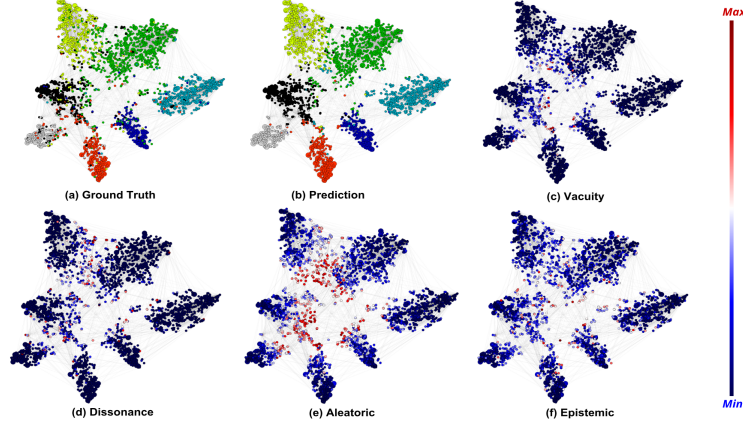 Max
(a) Ground Truth
(b) Prediction
(c) Vacuity
(d) Dissonance
(e) Aleatoric
(f) Epistemic
Min